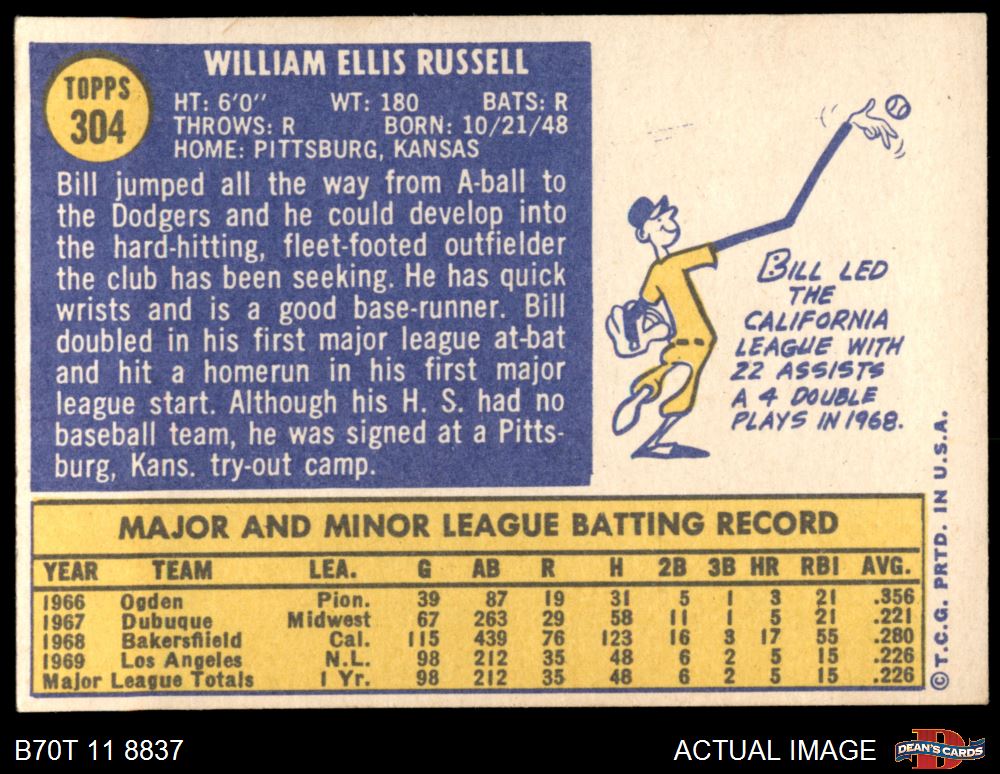 TOPPS
304
WILLIAM ELLIS RUSSELL
HT: 6'0" WT: 180 BATS: R
THROWS: R BORN: 10/21/48
HOME: PITTSBURG, KANSAS
Bill jumped all the way from A-ball to
the Dodgers and he could develop into
the hard-hitting, fleet-footed outfielder
the club has been seeking. He has quick
wrists and is a good base-runner. Bill
doubled in his first major league at-bat
and hit a homerun in his first major
league start. Although his H. S. had no
baseball team, he was signed at a Pitts-
burg, Kans. try-out camp.
BILL LED
THE
CALIFORNIA
LEAGUE WITH
22 ASSISTS
A 4 DOUBLE
PLAYS IN 1968.
MAJOR AND MINOR LEAGUE BATTING RECORD
YEAR TEAM LEA. G AB R H 2B 3B HR RBI AVG.
1966 Ogden Pion. 39 87 19 31 5 1 3 21 .356
1967 Dubuque Midwest 67 263 29 58 11 1 5 21 .221
1968 Bakersfiield Cal. 115 439 76 123 16 3 17 55 .280
1969 Los Angeles N.L. 98 212 35 48 6 2 5 15 .226
Major League Totals 1 Yr. 98 212 35 48 6 2 5 15 .226
©T.C.G. PRTD. IN U.S.A.
B70T 11 8837
ACTUAL IMAGE
D
DEAN'S CARDS